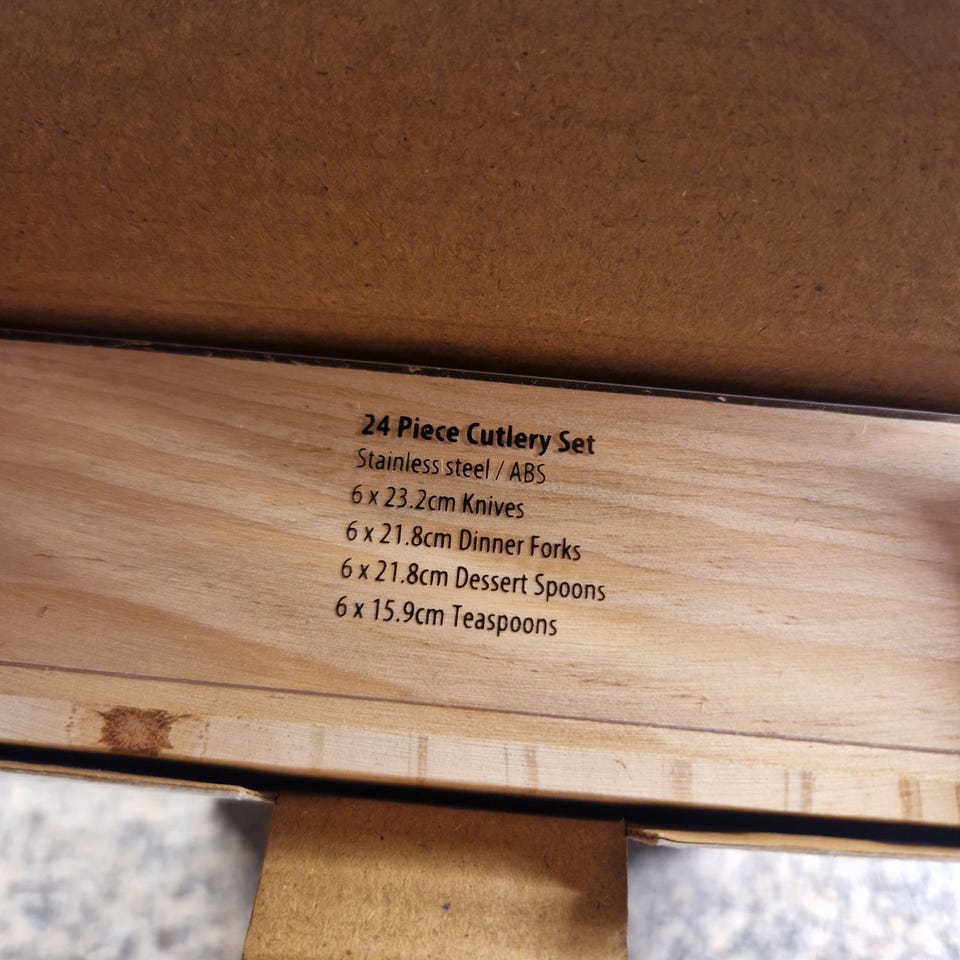 24 Piece Cutlery Set
Stainless steel / ABS
6 x 23.2cm Knives
6 x 21.8cm Dinner Forks
6 x 21.8cm Dessert Spoons
6 x 15.9cm Teaspoons